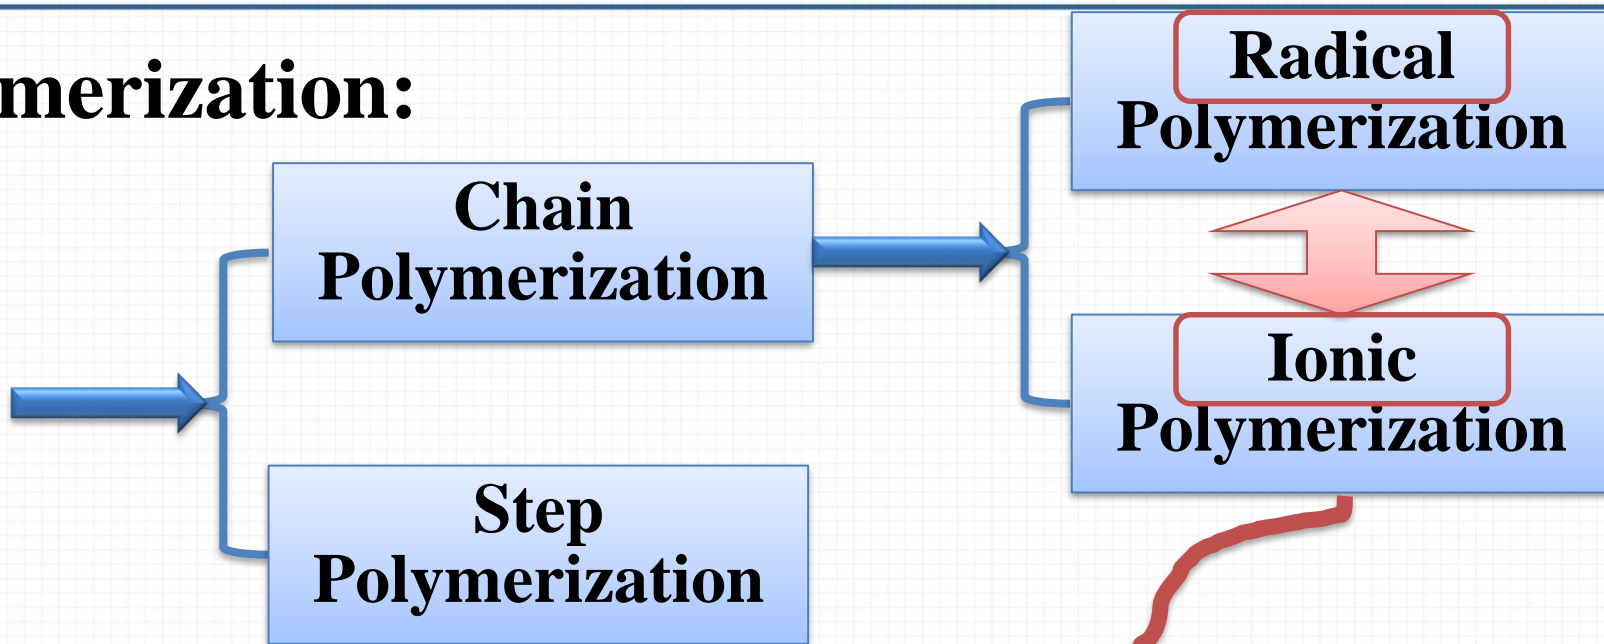 merization:
Chain
Polymerization
Step
Polymerization
Radical
Polymerization
Ionic
Polymerization